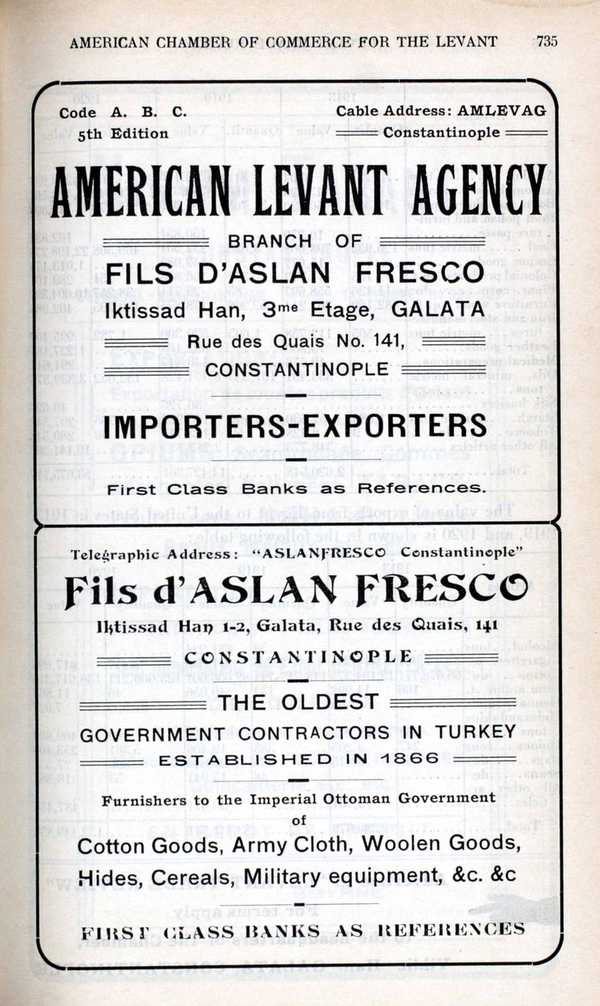 AMERICAN CHAMBER OF COMMERCE FOR THE LEVANT 735
Code A. B. C.
5th Edition
Cable Address: AMLEVAG
Constantinople
AMERICAN LEVANT AGENCY
BRANCH OF
FILS D'ASLAN FRESCO
Iktissad Han, 3me Etage, GALATA
Rue des Quais No. 141,
CONSTANTINOPLE
IMPORTERS-EXPORTERS
First Class Banks as References.
Telegraphic Address: "ASLANFRESCO Constantinople"
Fils d'ASLAN FRESCO
Iktissad Han 1-2, Galata, Rue des Quais, 141
CONSTANTINOPLE
THE OLDEST
GOVERNMENT CONTRACTORS IN TURKEY
ESTABLISHED IN 1866
Furnishers to the Imperial Ottoman Government
of
Cotton Goods, Army Cloth, Woolen Goods,
Hides, Cereals, Military equipment, &c. &c
FIRST CLASS BANKS AS REFERENCES